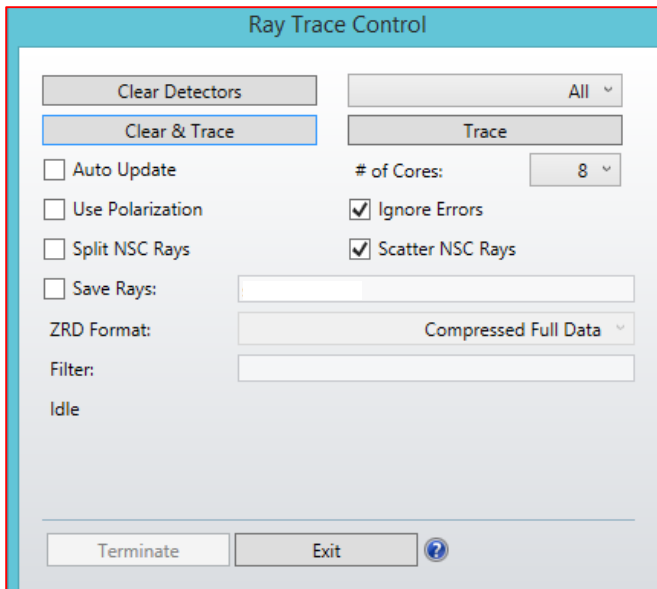 Ray Trace Control
Clear Detectors All
Clear & Trace Trace
Auto Update # of Cores: 8
Use Polarization Ignore Errors
Split NSC Rays Scatter NSC Rays
Save Rays:
ZRD Format: Compressed Full Data
Filter:
Idle
Terminate Exit ?